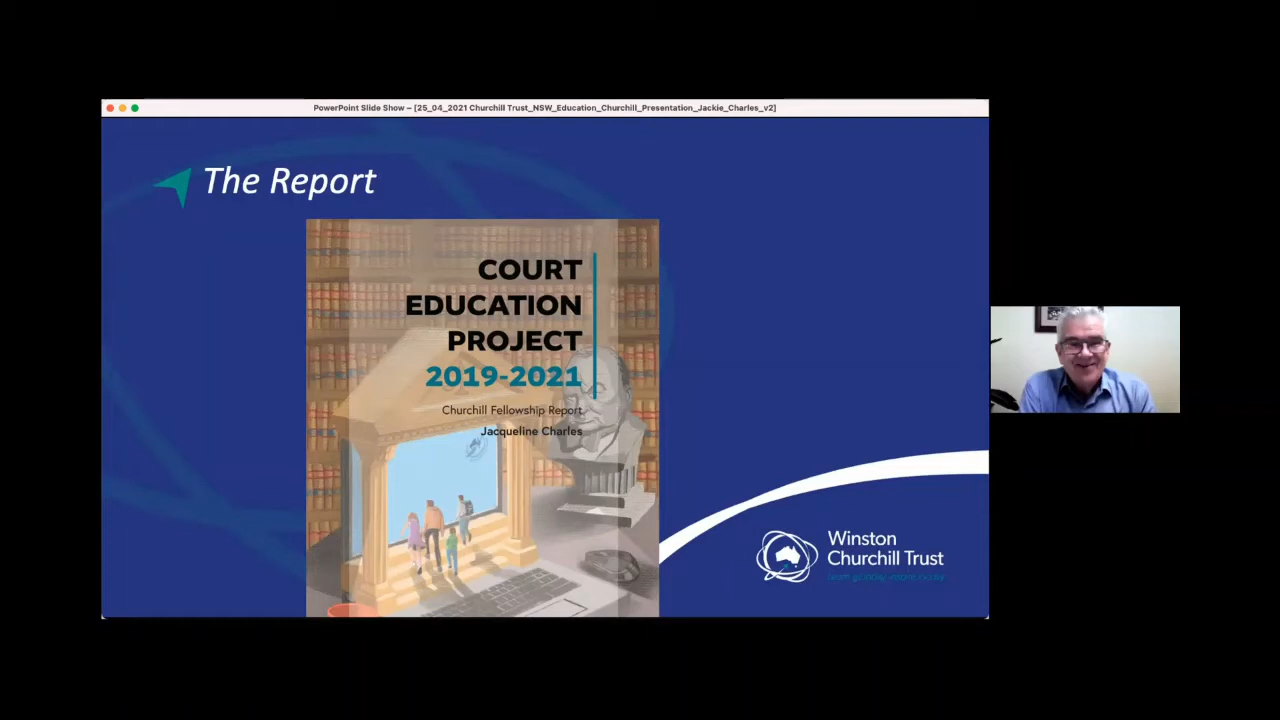 PowerPoint Slide Show – [25_04_2021 Churchill Trust_NSW_Education_Churchill_Presentation_Jackie_Charles_v2]
The Report
COURT
EDUCATION
PROJECT
2019-2021
Churchill Fellowship Report
Jacqueline Charles
Winston
Churchill Trust